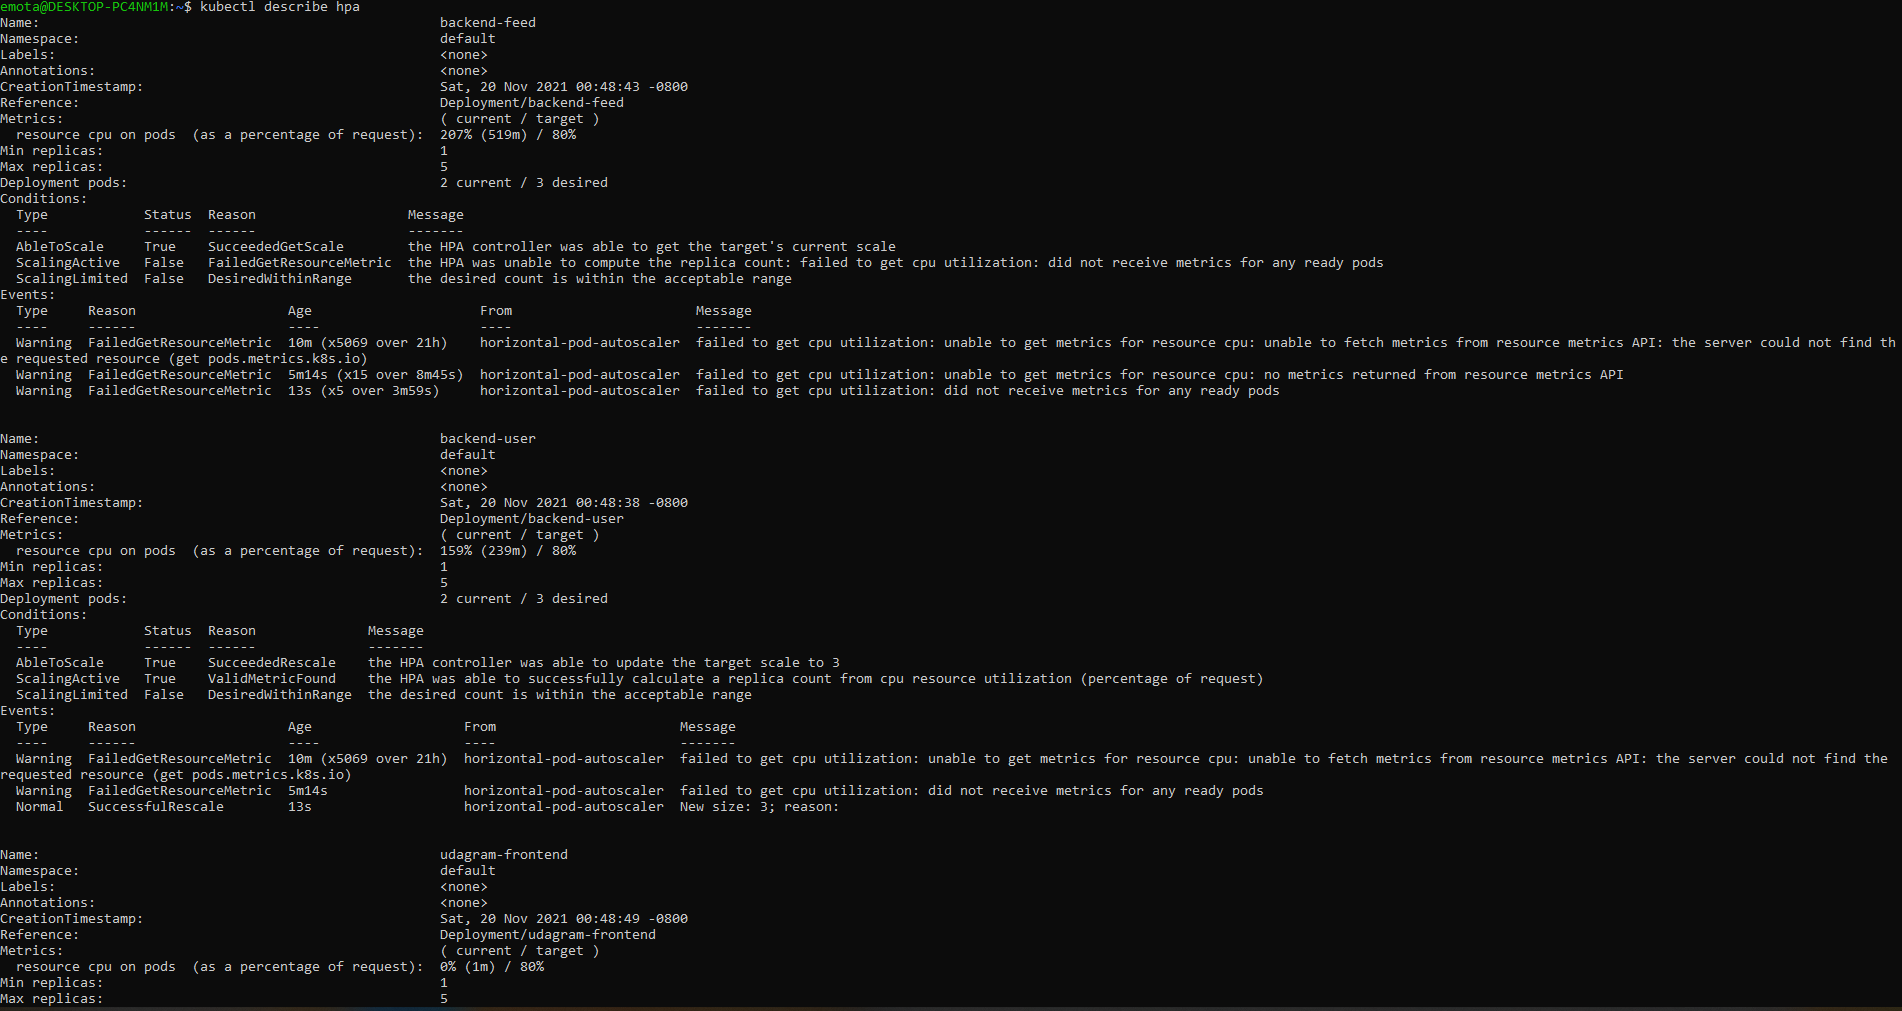 emota@DESKTOP-PC4NM1M:~$ kubectl describe hpa
Name:                                                  backend-feed
Namespace:                                             default
Labels:                                                <none>
Annotations:                                           <none>
CreationTimestamp:                                     Sat, 20 Nov 2021 00:48:43 -0800
Reference:                                             Deployment/backend-feed
Metrics:                                               ( current / target )
  resource cpu on pods  (as a percentage of request):  207% (519m) / 80%
Min replicas:                                          1
Max replicas:                                          5
Deployment pods:                                       2 current / 3 desired
Conditions:
  Type            Status  Reason                   Message
  ----            ------  ------                   -------
  AbleToScale     True    SucceededGetScale        the HPA controller was able to get the target's current scale
  ScalingActive   False   FailedGetResourceMetric  the HPA was unable to compute the replica count: failed to get cpu utilization: did not receive metrics for any ready pods
  ScalingLimited  False   DesiredWithinRange       the desired count is within the acceptable range
Events:
  Type     Reason                   Age                     From                       Message
  ----     ------                   ----                    ----                       -------
  Warning  FailedGetResourceMetric  10m (x5069 over 21h)    horizontal-pod-autoscaler  failed to get cpu utilization: unable to get metrics for resource cpu: unable to fetch metrics from resource metrics API: the server could not find th
e requested resource (get pods.metrics.k8s.io)
  Warning  FailedGetResourceMetric  5m14s (x15 over 8m45s)  horizontal-pod-autoscaler  failed to get cpu utilization: unable to get metrics for resource cpu: no metrics returned from resource metrics API
  Warning  FailedGetResourceMetric  13s (x5 over 3m59s)     horizontal-pod-autoscaler  failed to get cpu utilization: did not receive metrics for any ready pods
Name:                                                  backend-user
Namespace:                                             default
Labels:                                                <none>
Annotations:                                           <none>
CreationTimestamp:                                     Sat, 20 Nov 2021 00:48:38 -0800
Reference:                                             Deployment/backend-user
Metrics:                                               ( current / target )
  resource cpu on pods  (as a percentage of request):  159% (239m) / 80%
Min replicas:                                          1
Max replicas:                                          5
Deployment pods:                                       2 current / 3 desired
Conditions:
  Type            Status  Reason              Message
  ----            ------  ------              -------
  AbleToScale     True    SucceededRescale    the HPA controller was able to update the target scale to 3
  ScalingActive   True    ValidMetricFound    the HPA was able to successfully calculate a replica count from cpu resource utilization (percentage of request)
  ScalingLimited  False   DesiredWithinRange  the desired count is within the acceptable range
Events:
  Type     Reason                   Age                   From                       Message
  ----     ------                   ----                  ----                       -------
  Warning  FailedGetResourceMetric  10m (x5069 over 21h)  horizontal-pod-autoscaler  failed to get cpu utilization: unable to get metrics for resource cpu: unable to fetch metrics from resource metrics API: the server could not find the
requested resource (get pods.metrics.k8s.io)
  Warning  FailedGetResourceMetric  5m14s                 horizontal-pod-autoscaler  failed to get cpu utilization: did not receive metrics for any ready pods
  Normal   SuccessfulRescale        13s                   horizontal-pod-autoscaler  New size: 3; reason:
Name:                                                  udagram-frontend
Namespace:                                             default
Labels:                                                <none>
Annotations:                                           <none>
CreationTimestamp:                                     Sat, 20 Nov 2021 00:48:49 -0800
Reference:                                             Deployment/udagram-frontend
Metrics:                                               ( current / target )
  resource cpu on pods  (as a percentage of request):  0% (1m) / 80%
Min replicas:                                          1
Max replicas:                                          5